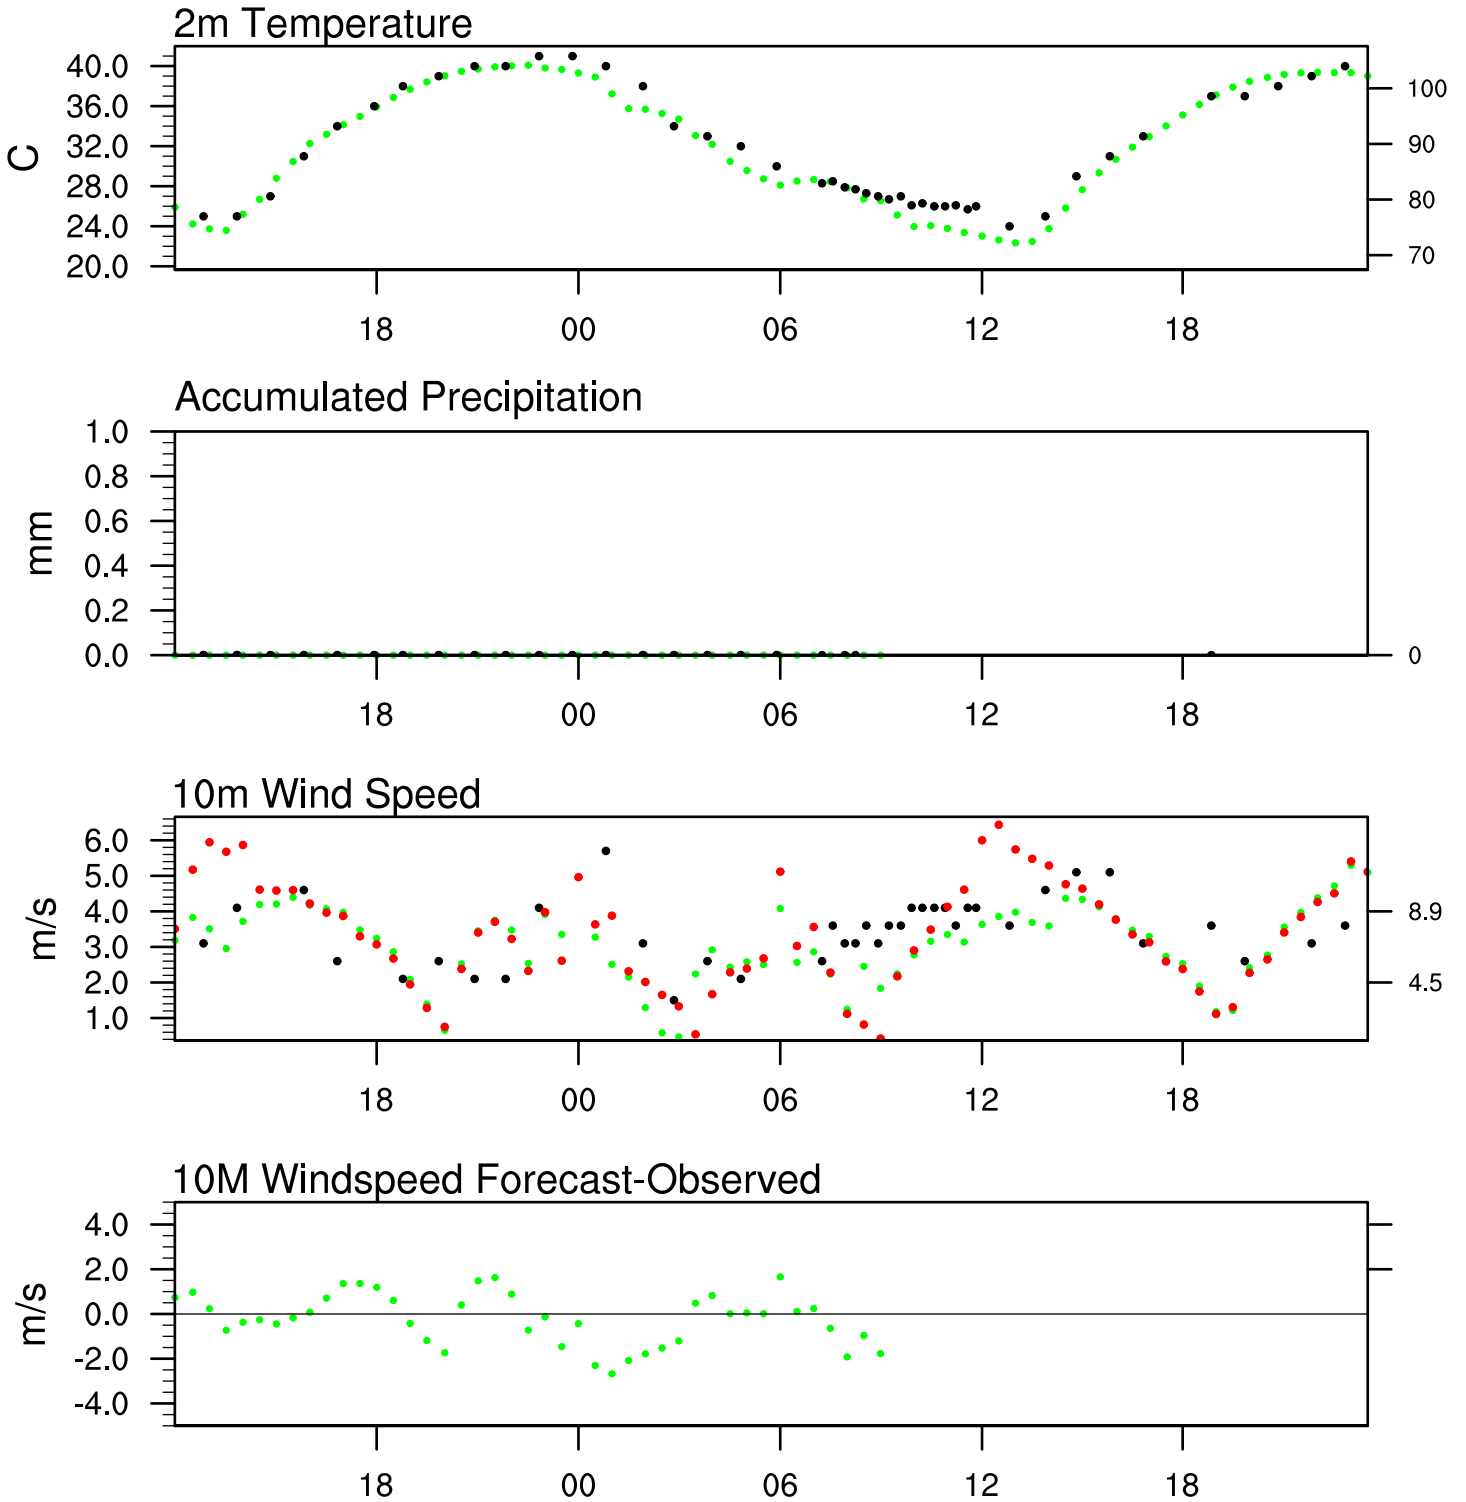 2m Temperature
40.0
36.0
32.0
28.0
24.0
20.0
C
100
90
80
70
18 00 06 12 18
Accumulated Precipitation
1.0
0.8
0.6
0.4
0.2
0.0
mm
0
18 00 06 12 18
10m Wind Speed
6.0
5.0
4.0
3.0
2.0
1.0
m/s
8.9
4.5
18 00 06 12 18
10M Windspeed Forecast-Observed
4.0
2.0
0.0
-2.0
-4.0
m/s
18 00 06 12 18